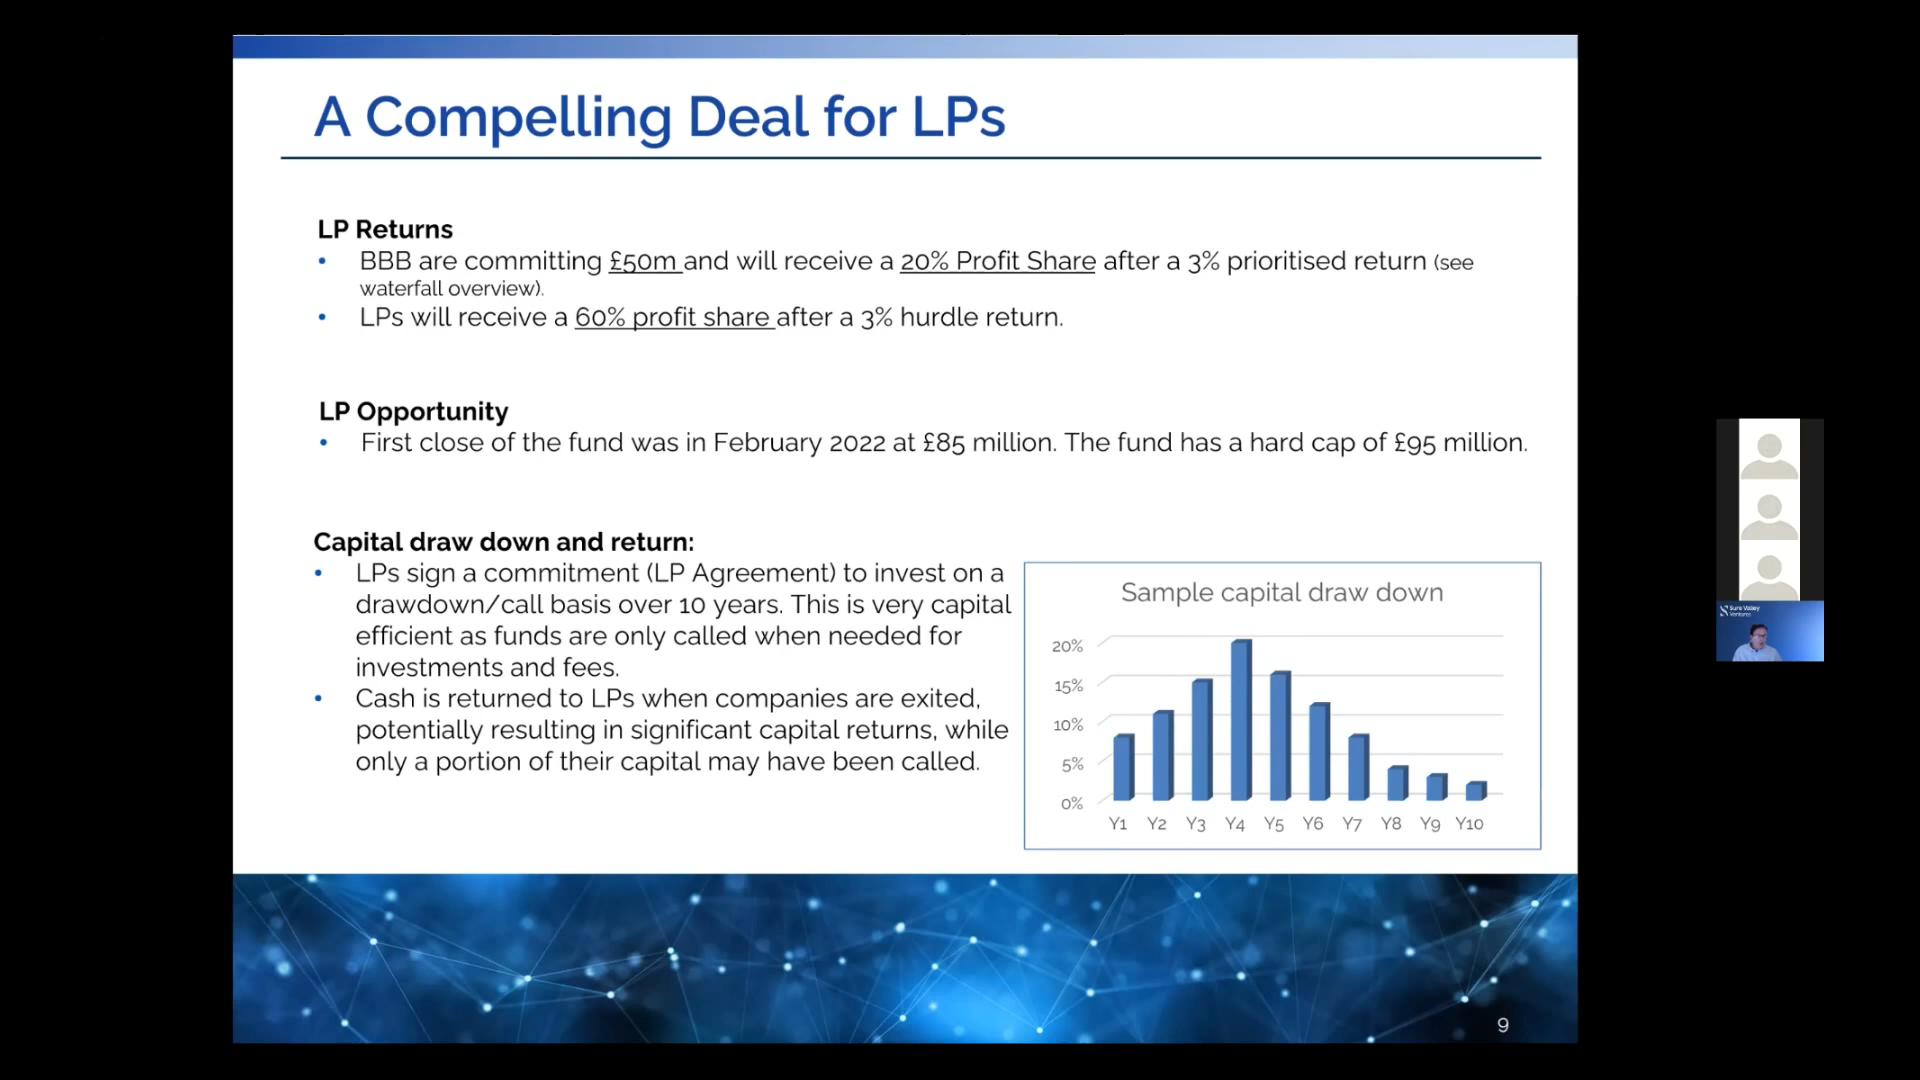 A Compelling Deal for LPs
LP Returns
• BBB are committing £50m and will receive a 20% Profit Share after a 3% prioritised return (see
waterfall overview).
• LPs will receive a 60% profit share after a 3% hurdle return.
LP Opportunity
• First close of the fund was in February 2022 at £85 million. The fund has a hard cap of £95 million.
Capital draw down and return:
• LPs sign a commitment (LP Agreement) to invest on a
drawdown/call basis over 10 years. This is very capital
efficient as funds are only called when needed for
investments and fees.
• Cash is returned to LPs when companies are exited,
potentially resulting in significant capital returns, while
only a portion of their capital may have been called.
Sample capital draw down
20%
15%
10%
5%
0%
Y1 Y2 Y3 Y4 Y5 Y6 Y7 Y8 Y9 Y10
Sure Valley
Ventures
9